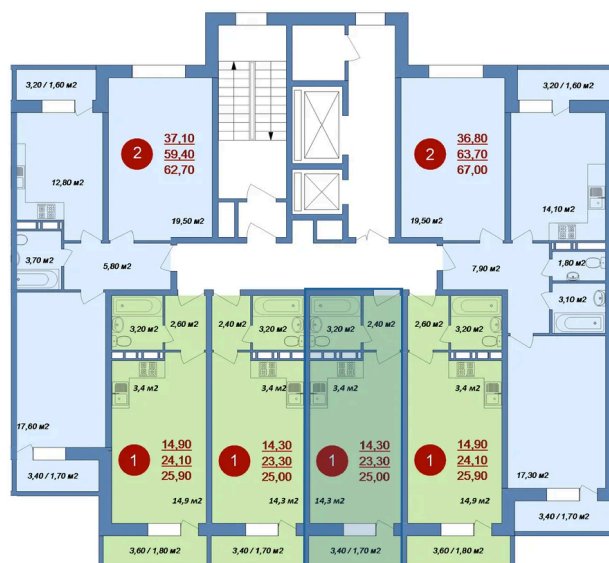 3,20 / 1,60 м2
3,20 / 1,60 м2
2
37,10
59,40
62,70
2
36,80
63,70
67,00
12,80 м2
19,50 м2
19,50 м2
14,10 м2
3,70 м2
5,80 м2
7,90 м2
1,80 м2
3,10 м2
3,20 м2
2,60 м2
2,40 м2
3,20 м2
3,20 м2
2,40 м2
2,60 м2
3,20 м2
3,4 м2
3,4 м2
3,4 м2
3,4 м2
17,60 м2
1
14,90
24,10
25,90
1
14,30
23,30
25,00
1
14,30
23,30
25,00
1
14,90
24,10
25,90
17,30 м2
3,40 / 1,70 м2
14,9 м2
14,3 м2
14,3 м2
14,9 м2
3,40 / 1,70 м2
3,60 / 1,80 м2
3,40 / 1,70 м2
3,40 / 1,70 м2
3,60 / 1,80 м2